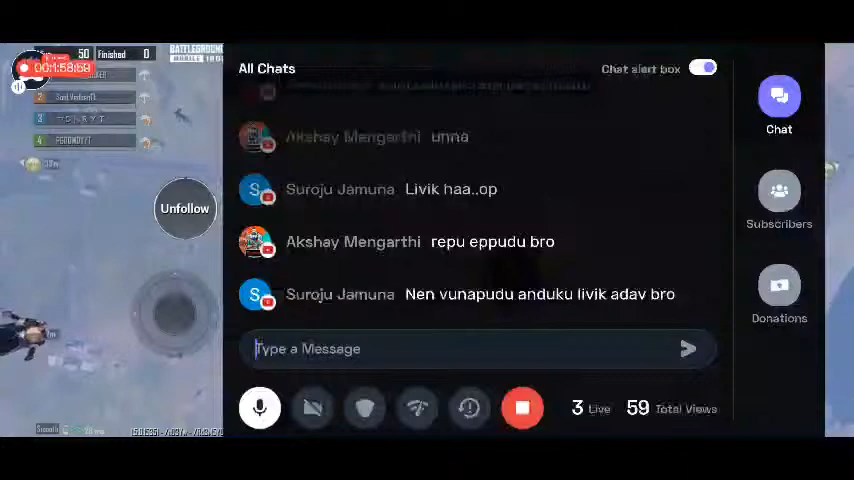 50 Finished 0
BATTLEGROUNDS
00:1:58:59
All Chats
Chat alert box
Chat
Akshay Mengarthi unna
Suroju Jamuna Livik haa..op
Unfollow
Subscribers
Akshay Mengarthi repu eppudu bro
Suroju Jamuna Nen vunapudu anduku livik adav bro
Donations
Type a Message
3 Live 59 Total Views
Smooth